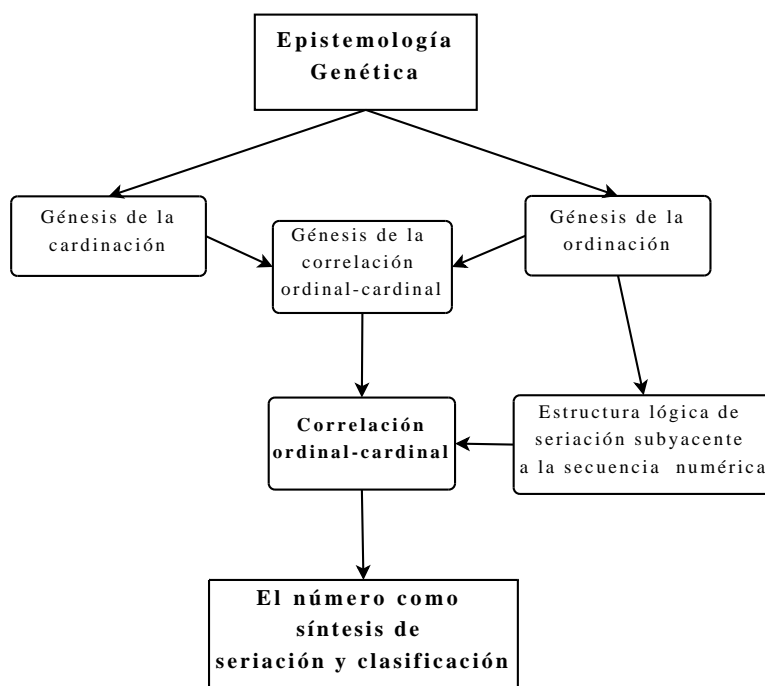 Epistemología
Genética
Génesis de la
cardinación
Génesis de la
correlación
ordinal-cardinal
Génesis de la
ordinación
Correlación
ordinal-cardinal
Estructura lógica de
seriación subyacente
a la secuencia numérica
El número como
síntesis de
seriación y clasificación